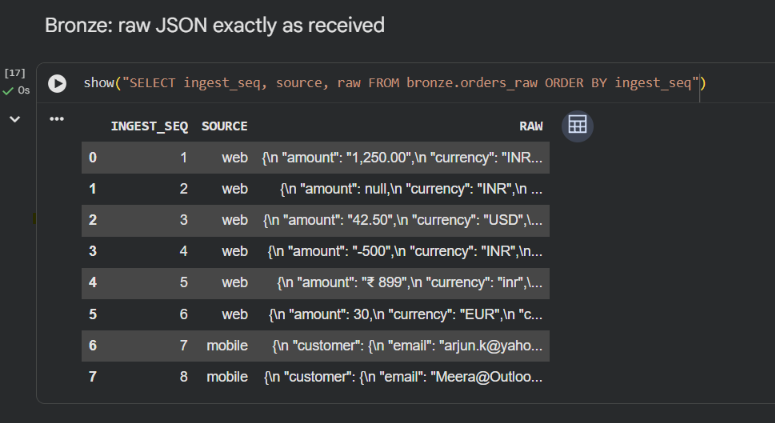 Bronze: raw JSON exactly as received
[17]
0s
show("SELECT ingest_seq, source, raw FROM bronze.orders_raw ORDER BY ingest_seq")
INGEST_SEQ SOURCE RAW
0 1 web {\n "amount": "1,250.00",\n "currency": "INR...
1 2 web {\n "amount": null,\n "currency": "INR",\n ...
2 3 web {\n "amount": "42.50",\n "currency": "USD",\...
3 4 web {\n "amount": "-500",\n "currency": "INR",\n...
4 5 web {\n "amount": "₹ 899",\n "currency": "inr",\...
5 6 web {\n "amount": 30,\n "currency": "EUR",\n "c...
6 7 mobile {\n "customer": {\n "email": "arjun.k@yaho...
7 8 mobile {\n "customer": {\n "email": "Meera@Outloo...